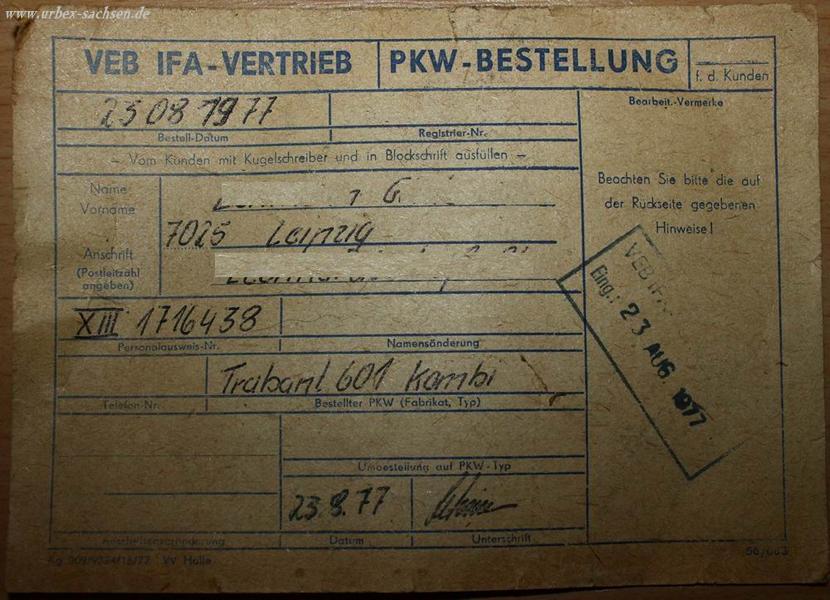 www.urbex-sachsen.de
VEB IFA-VERTRIEB
PKW-BESTELLUNG
f. d. Kunden
23 08 1977
Bestell-Datum
Registrier-Nr.
Bearbeit.-Vermerke
— Vom Kunden mit Kugelschreiber und in Blockschrift ausfüllen —
Beachten Sie bitte die auf
der Rückseite gegebenen
Hinweise!
Name
Vorname
G
7025 Leipzig
Anschrift
(Postleitzahl
angeben)
VEB IFA
Eing.: 23 AUG. 1977
XIII 1716438
Personalausweis-Nr.
Namensänderung
Trabant 601 Kombi
Telefon-Nr.
Bestellter PKW (Fabrikat, Typ)
Umbestellung auf PKW-Typ
23.8.77
Anschriftenänderung
Datum
Unterschrift
VV Halle